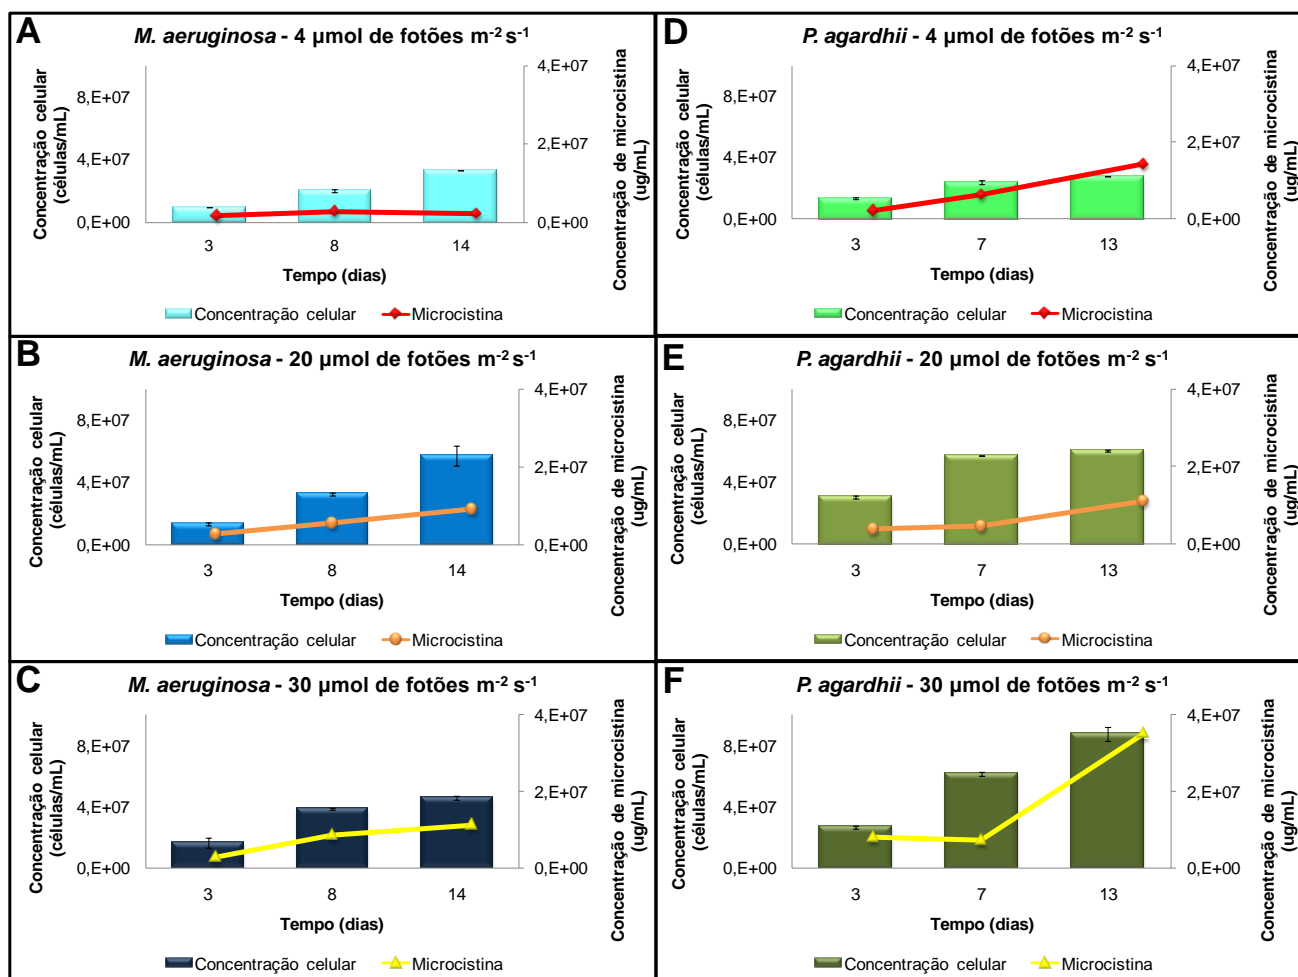 A
M. aeruginosa - 4 µmol de fotões m-2 s-1
Concentração celular
(células/mL)
8,E+07
4,E+07
0,E+00
4,E+07
2,E+07
0,E+00
Concentração de microcistina
(ug/mL)
3 8 14
Tempo (dias)
Concentração celular Microcistina
D
P. agardhii - 4 µmol de fotões m-2 s-1
Concentração celular
(células/mL)
8,E+07
4,E+07
0,E+00
4,E+07
2,E+07
0,E+00
Concentração de microcistina
(ug/mL)
3 7 13
Tempo (dias)
Concentração celular Microcistina
B
M. aeruginosa - 20 µmol de fotões m-2 s-1
Concentração celular
(células/mL)
8,E+07
4,E+07
0,E+00
4,E+07
2,E+07
0,E+00
Concentração de microcistina
(ug/mL)
3 8 14
Tempo (dias)
Concentração celular Microcistina
E
P. agardhii - 20 µmol de fotões m-2 s-1
Concentração celular
(células/mL)
8,E+07
4,E+07
0,E+00
4,E+07
2,E+07
0,E+00
Concentração de microcistina
(ug/mL)
3 7 13
Tempo (dias)
Concentração celular Microcistina
C
M. aeruginosa - 30 µmol de fotões m-2 s-1
Concentração celular
(células/mL)
8,E+07
4,E+07
0,E+00
4,E+07
2,E+07
0,E+00
Concentração de microcistina
(ug/mL)
3 8 14
Tempo (dias)
Concentração celular Microcistina
F
P. agardhii - 30 µmol de fotões m-2 s-1
Concentração celular
(células/mL)
8,E+07
4,E+07
0,E+00
4,E+07
2,E+07
0,E+00
Concentração de microcistina
(ug/mL)
3 7 13
Tempo (dias)
Concentração celular Microcistina